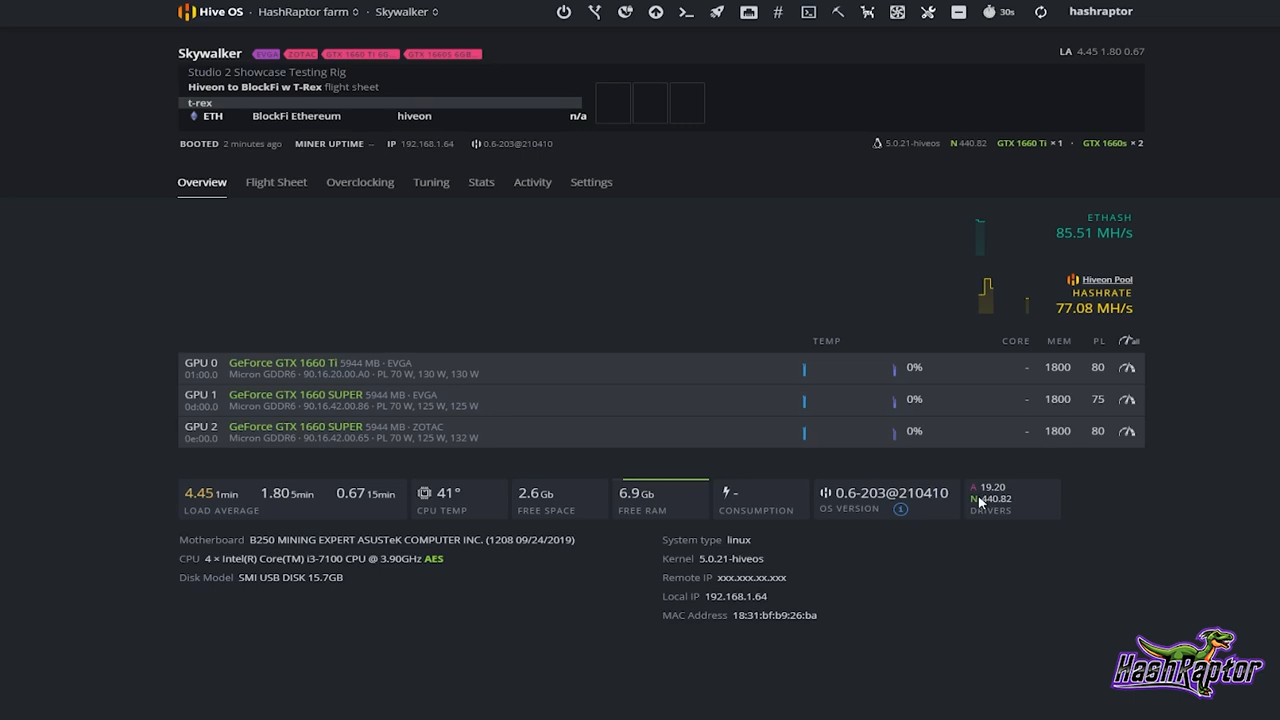 Hive OS HashRaptor farm Skywalker 30s hashraptor
Skywalker EVGA ZOTAC GTX 1660 Ti 6G GTX 1660S 6GB LA 4.45 1.80 0.67
Studio 2 Showcase Testing Rig
Hiveon to BlockFi w T-Rex flight sheet
t-rex
ETH BlockFi Ethereum hiveon n/a
BOOTED 2 minutes ago MINER UPTIME -- IP 192.168.1.64 0.6-203@210410 5.0.21-hiveos N 440.82 GTX 1660 Ti × 1 · GTX 1660s × 2
Overview Flight Sheet Overclocking Tuning Stats Activity Settings
ETHASH
85.51 MH/s
Hiveon Pool
HASHRATE
77.08 MH/s
TEMP CORE MEM PL
GPU 0 GeForce GTX 1660 Ti 5944 MB · EVGA 0% - 1800 80
01:00.0 Micron GDDR6 · 90.16.20.00.A0 · PL 70 W, 130 W, 130 W
GPU 1 GeForce GTX 1660 SUPER 5944 MB · EVGA 0% - 1800 75
0d:00.0 Micron GDDR6 · 90.16.42.00.86 · PL 70 W, 125 W, 125 W
GPU 2 GeForce GTX 1660 SUPER 5944 MB · ZOTAC 0% - 1800 80
0e:00.0 Micron GDDR6 · 90.16.42.00.65 · PL 70 W, 125 W, 132 W
4.45 1min 1.80 5min 0.67 15min 41° 2.6 Gb 6.9 Gb - 0.6-203@210410 A 19.20
N 440.82
LOAD AVERAGE CPU TEMP FREE SPACE FREE RAM CONSUMPTION OS VERSION DRIVERS
Motherboard B250 MINING EXPERT ASUSTeK COMPUTER INC. (1208 09/24/2019) System type linux
CPU 4 × Intel(R) Core(TM) i3-7100 CPU @ 3.90GHz AES Kernel 5.0.21-hiveos
Disk Model SMI USB DISK 15.7GB Remote IP xxx.xxx.xx.xxx
Local IP 192.168.1.64
MAC Address 18:31:bf:b9:26:ba
HashRaptor